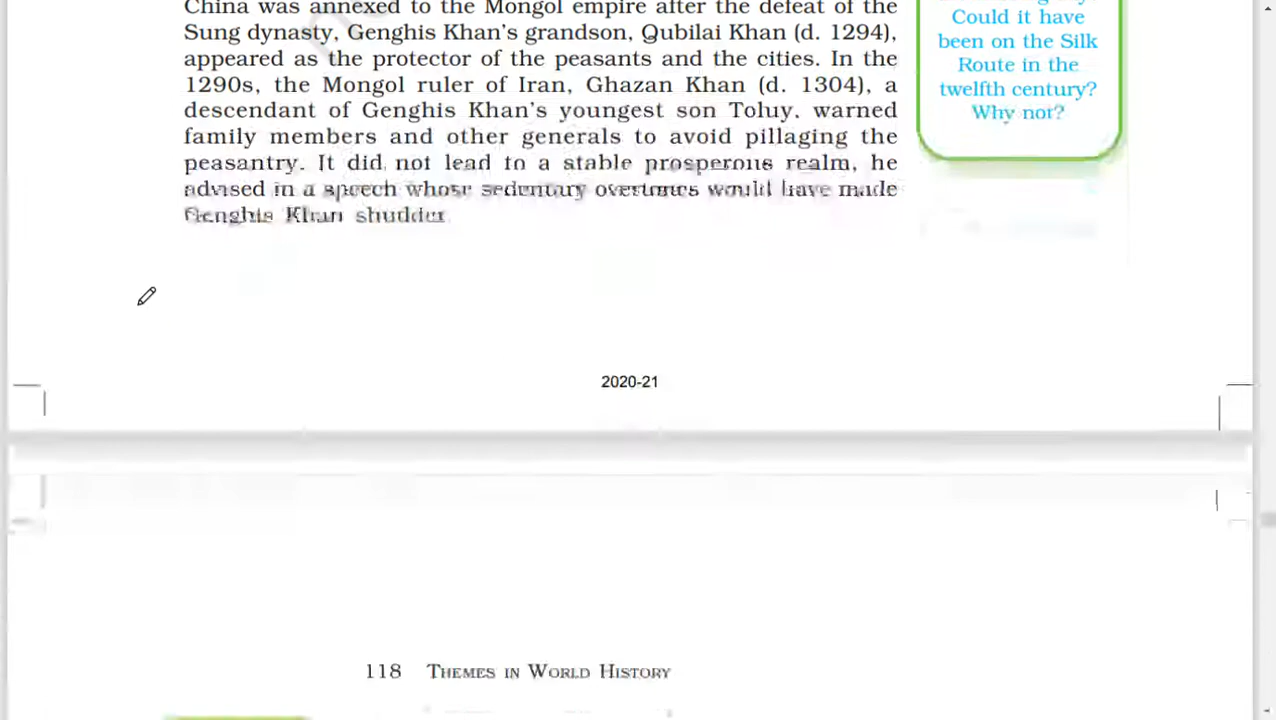 China was annexed to the Mongol empire after the defeat of the
Sung dynasty, Genghis Khan's grandson, Qubilai Khan (d. 1294),
appeared as the protector of the peasants and the cities. In the
1290s, the Mongol ruler of Iran, Ghazan Khan (d. 1304), a
descendant of Genghis Khan's youngest son Toluy, warned
family members and other generals to avoid pillaging the
peasantry. It did not lead to a stable prosperous realm, he
advised in a speech whose sedentary overtones would have made
Genghis Khan shudder
Could it have
been on the Silk
Route in the
twelfth century?
Why not?
2020-21
118 THEMES IN WORLD HISTORY